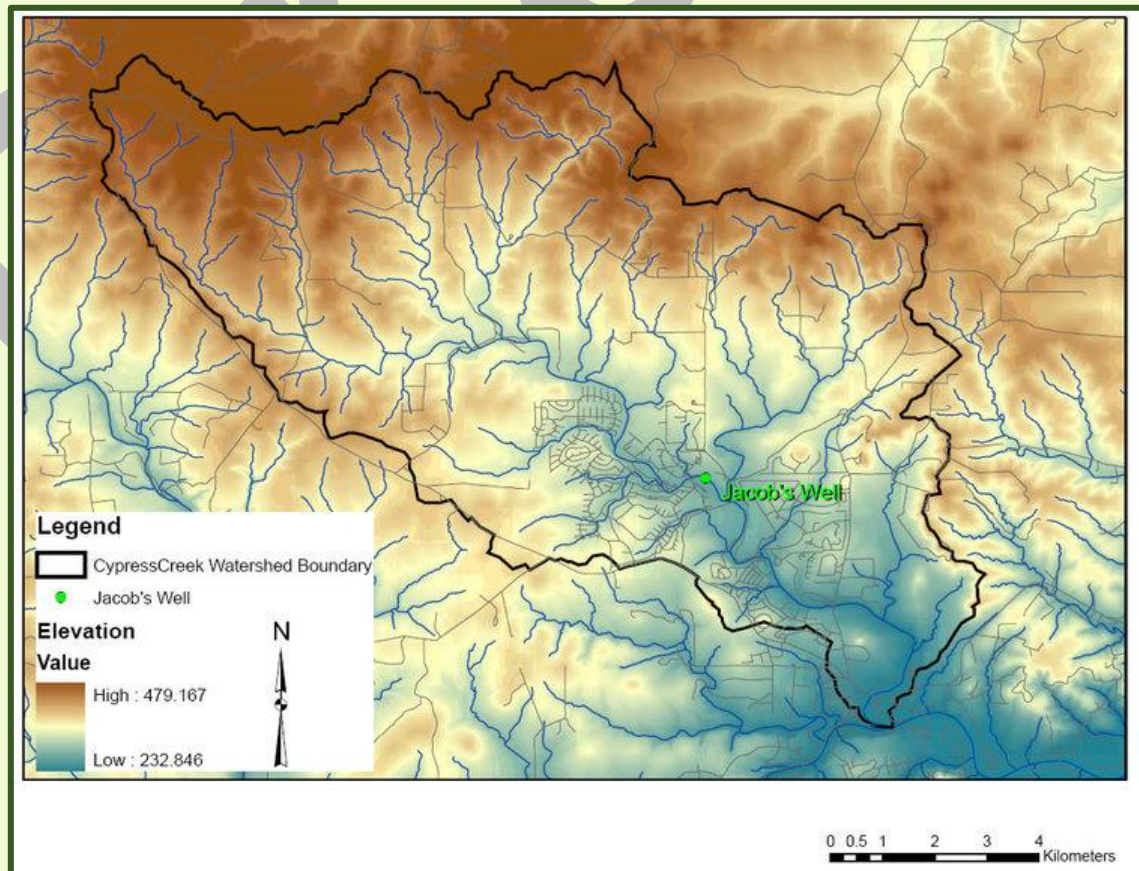 Jacob's Well
Legend
CypressCreek Watershed Boundary
Jacob's Well
Elevation
Value
High : 479.167
Low : 232.846
N
0 0.5 1 2 3 4
Kilometers